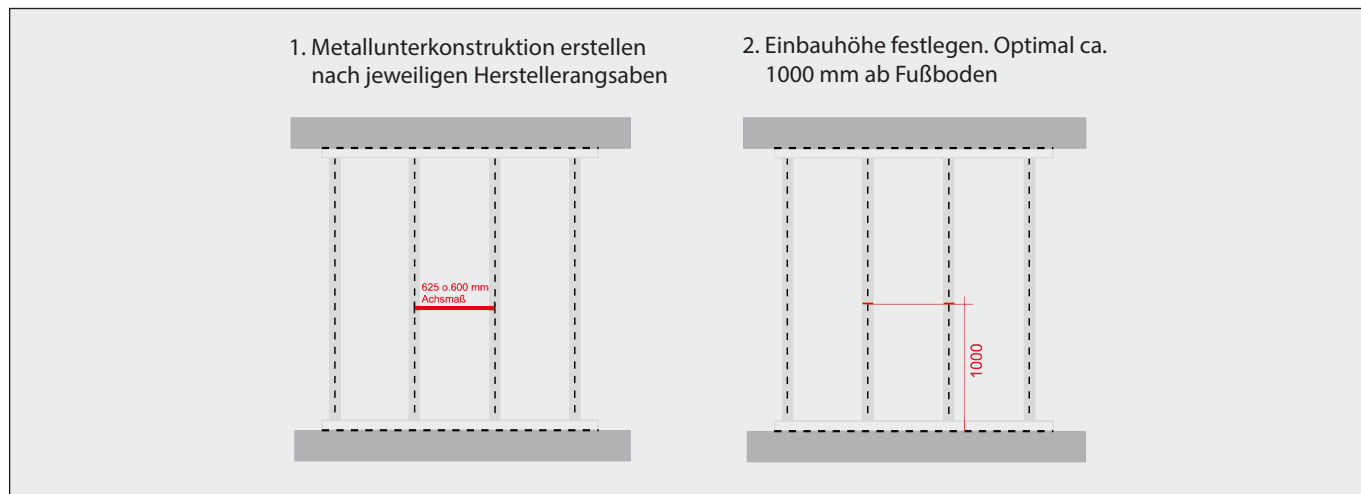 1. Metallunterkonstruktion erstellen
nach jeweiligen Herstellerangsaben
2. Einbauhöhe festlegen. Optimal ca.
1000 mm ab Fußboden
625 o.600 mm
Achsmaß
1000